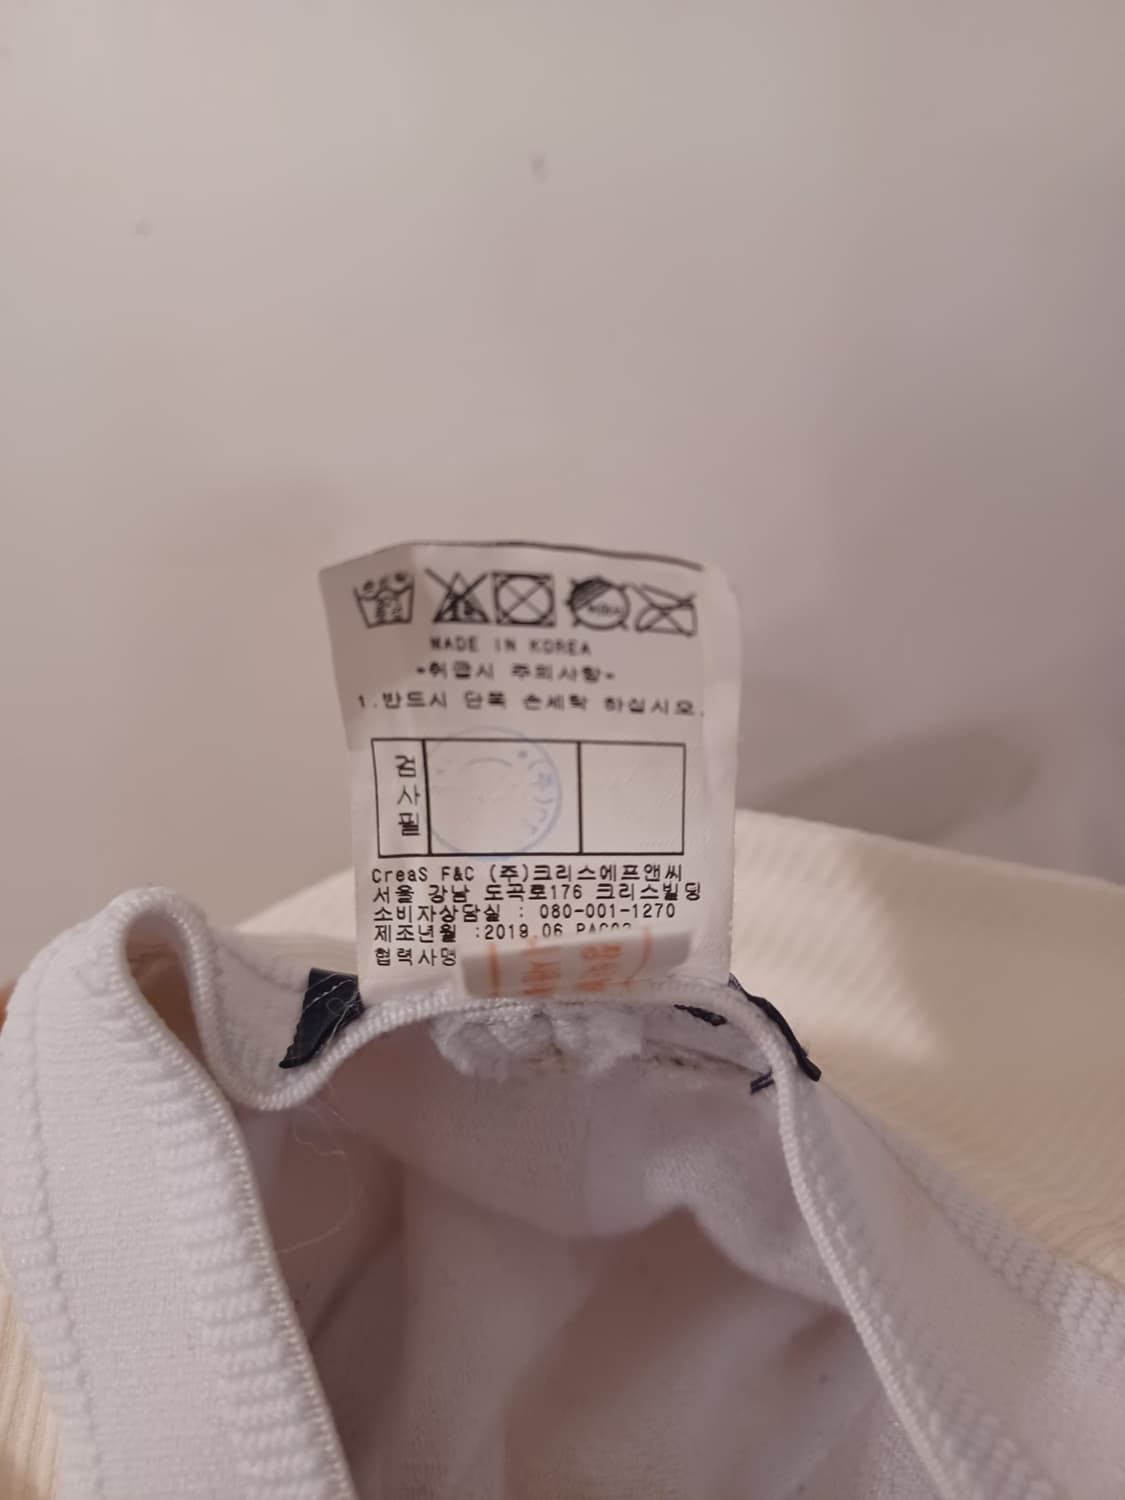 MADE IN KOREA
-취급시 주의사항-
1.반드시 단독 손세탁 하십시오.
검사필
CreaS F&C (주)크리스에프앤씨
서울 강남 도곡로176 크리스빌딩
소비자상담실 : 080-001-1270
제조년월 :2019.06
협력사명